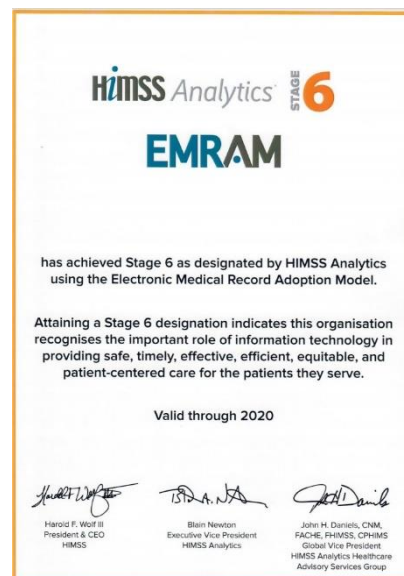 HiMSS Analytics STAGE 6
EMRAM
has achieved Stage 6 as designated by HIMSS Analytics
using the Electronic Medical Record Adoption Model.
Attaining a Stage 6 designation indicates this organisation
recognises the important role of information technology in
providing safe, timely, effective, efficient, equitable, and
patient-centered care for the patients they serve.
Valid through 2020
Harold F. Wolf III
President & CEO
HIMSS
Blain Newton
Executive Vice President
HIMSS Analytics
John H. Daniels, CNM,
FACHE, FHIMSS, CPHIMS
Global Vice President
HIMSS Analytics Healthcare
Advisory Services Group